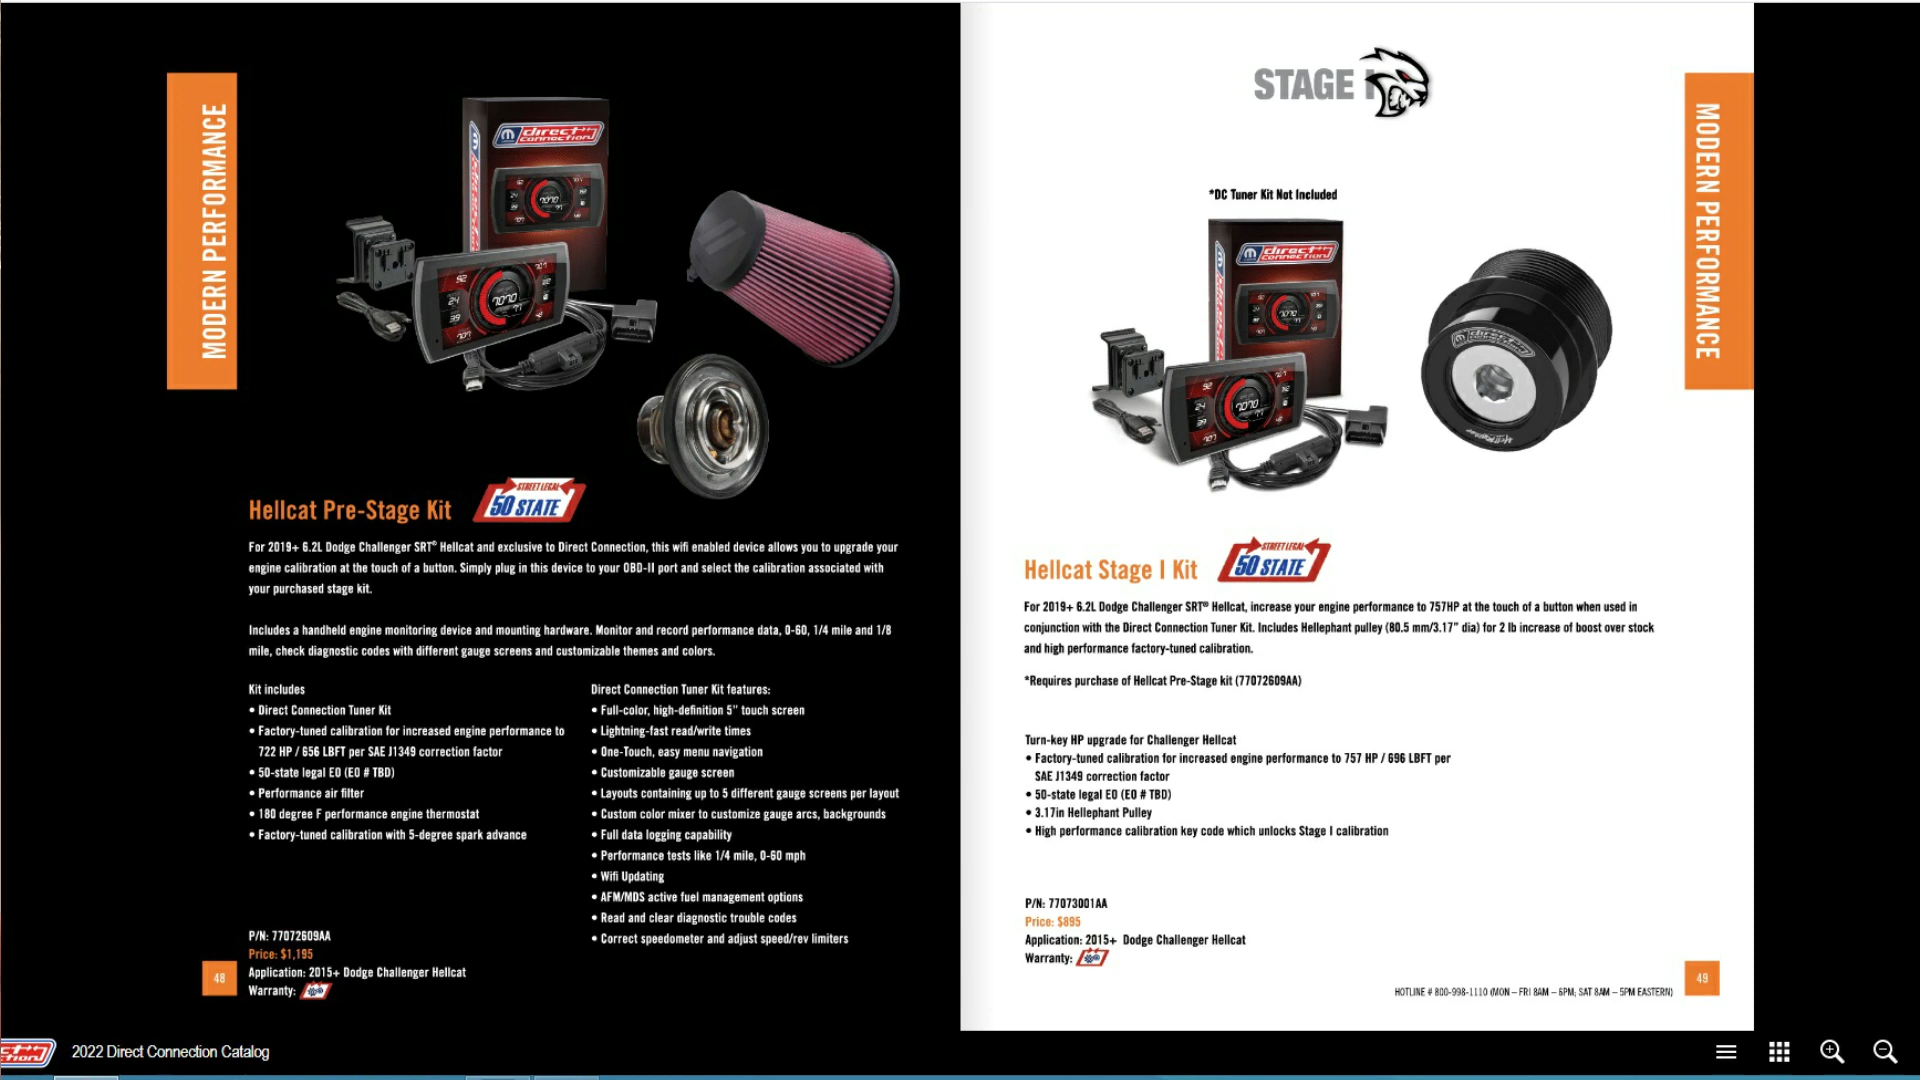 MODERN PERFORMANCE
direct connection
Hellcat Pre-Stage Kit
STREET LEGAL
50 STATE
For 2019+ 6.2L Dodge Challenger SRT® Hellcat and exclusive to Direct Connection, this wifi enabled device allows you to upgrade your
engine calibration at the touch of a button. Simply plug in this device to your OBD-II port and select the calibration associated with
your purchased stage kit.
Includes a handheld engine monitoring device and mounting hardware. Monitor and record performance data, 0-60, 1/4 mile and 1/8
mile, check diagnostic codes with different gauge screens and customizable themes and colors.
Kit includes
• Direct Connection Tuner Kit
• Factory-tuned calibration for increased engine performance to
722 HP / 656 LBFT per SAE J1349 correction factor
• 50-state legal EO (EO # TBD)
• Performance air filter
• 180 degree F performance engine thermostat
• Factory-tuned calibration with 5-degree spark advance
Direct Connection Tuner Kit features:
• Full-color, high-definition 5" touch screen
• Lightning-fast read/write times
• One-Touch, easy menu navigation
• Customizable gauge screen
• Layouts containing up to 5 different gauge screens per layout
• Custom color mixer to customize gauge arcs, backgrounds
• Full data logging capability
• Performance tests like 1/4 mile, 0-60 mph
• Wifi Updating
• AFM/MDS active fuel management options
• Read and clear diagnostic trouble codes
• Correct speedometer and adjust speed/rev limiters
P/N: 77072609AA
Price: $1,195
Application: 2015+ Dodge Challenger Hellcat
Warranty:
48
STAGE I
MODERN PERFORMANCE
*DC Tuner Kit Not Included
direct connection
direct connection
Hellcat Stage I Kit
STREET LEGAL
50 STATE
For 2019+ 6.2L Dodge Challenger SRT® Hellcat, increase your engine performance to 757HP at the touch of a button when used in
conjunction with the Direct Connection Tuner Kit. Includes Hellephant pulley (80.5 mm/3.17" dia) for 2 lb increase of boost over stock
and high performance factory-tuned calibration.
*Requires purchase of Hellcat Pre-Stage kit (77072609AA)
Turn-key HP upgrade for Challenger Hellcat
• Factory-tuned calibration for increased engine performance to 757 HP / 696 LBFT per
SAE J1349 correction factor
• 50-state legal EO (EO # TBD)
• 3.17in Hellephant Pulley
• High performance calibration key code which unlocks Stage I calibration
P/N: 77073001AA
Price: $895
Application: 2015+ Dodge Challenger Hellcat
Warranty:
HOTLINE # 800-998-1110 (MON – FRI 8AM – 6PM; SAT 8AM – 5PM EASTERN)
49
2022 Direct Connection Catalog